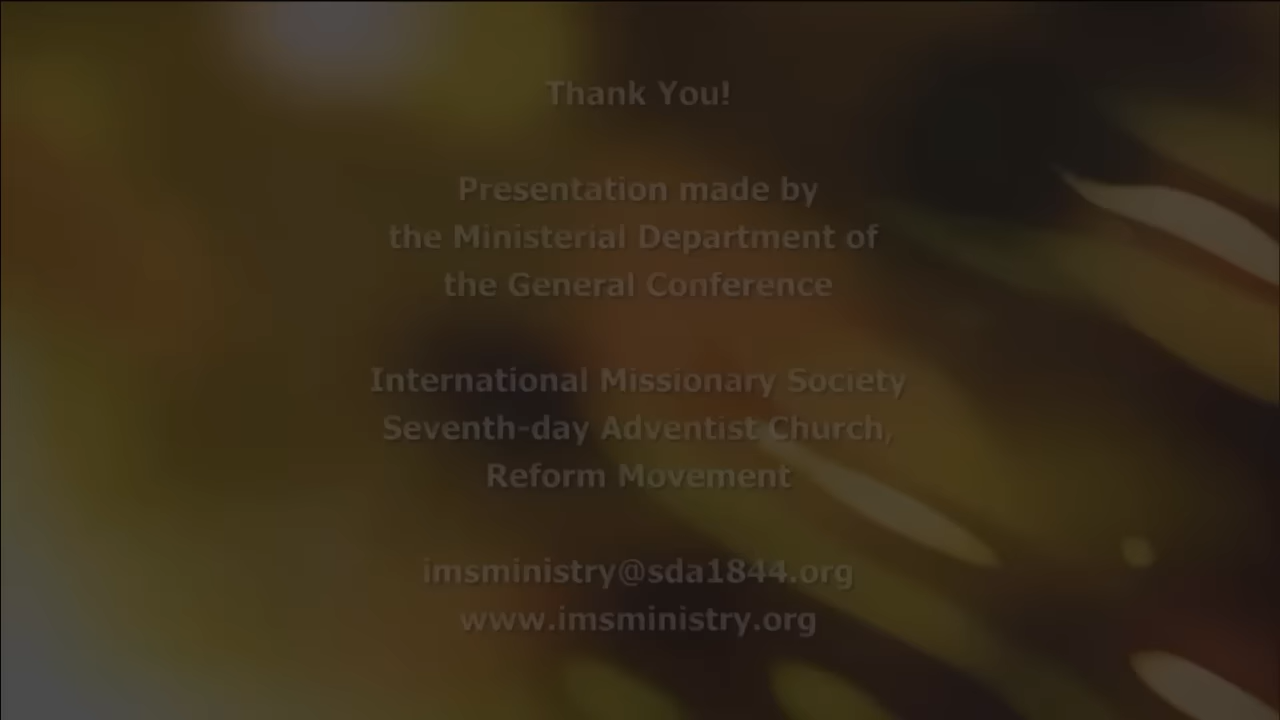 Thank You!
Presentation made by
the Ministerial Department of
the General Conference
International Missionary Society
Seventh-day Adventist Church,
Reform Movement
imsministry@sda1844.org
www.imsministry.org